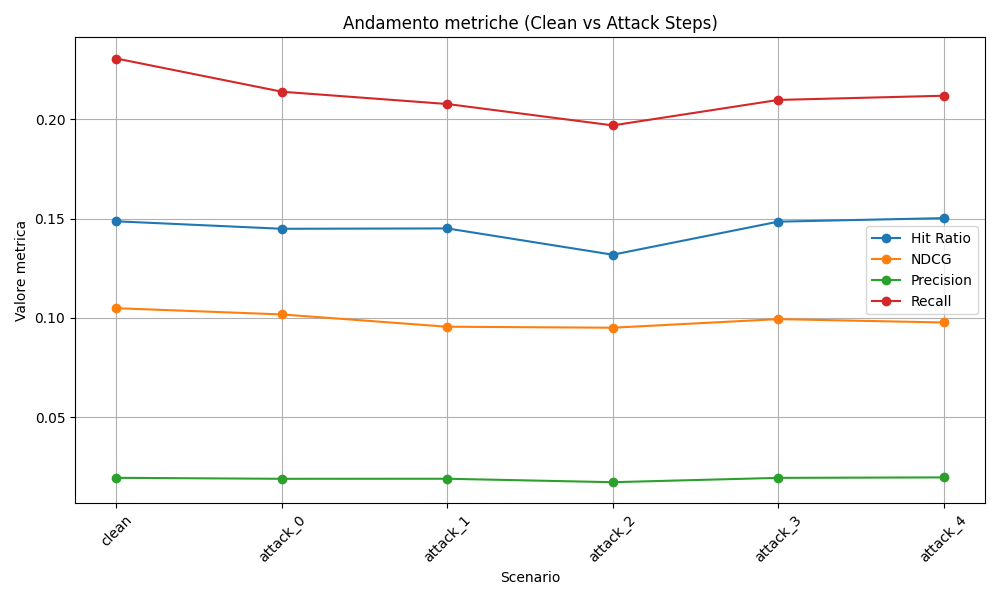 Andamento metriche (Clean vs Attack Steps)
Valore metrica
0.20
0.15
0.10
0.05
Hit Ratio
NDCG
Precision
Recall
clean
attack_0
attack_1
attack_2
attack_3
attack_4
Scenario